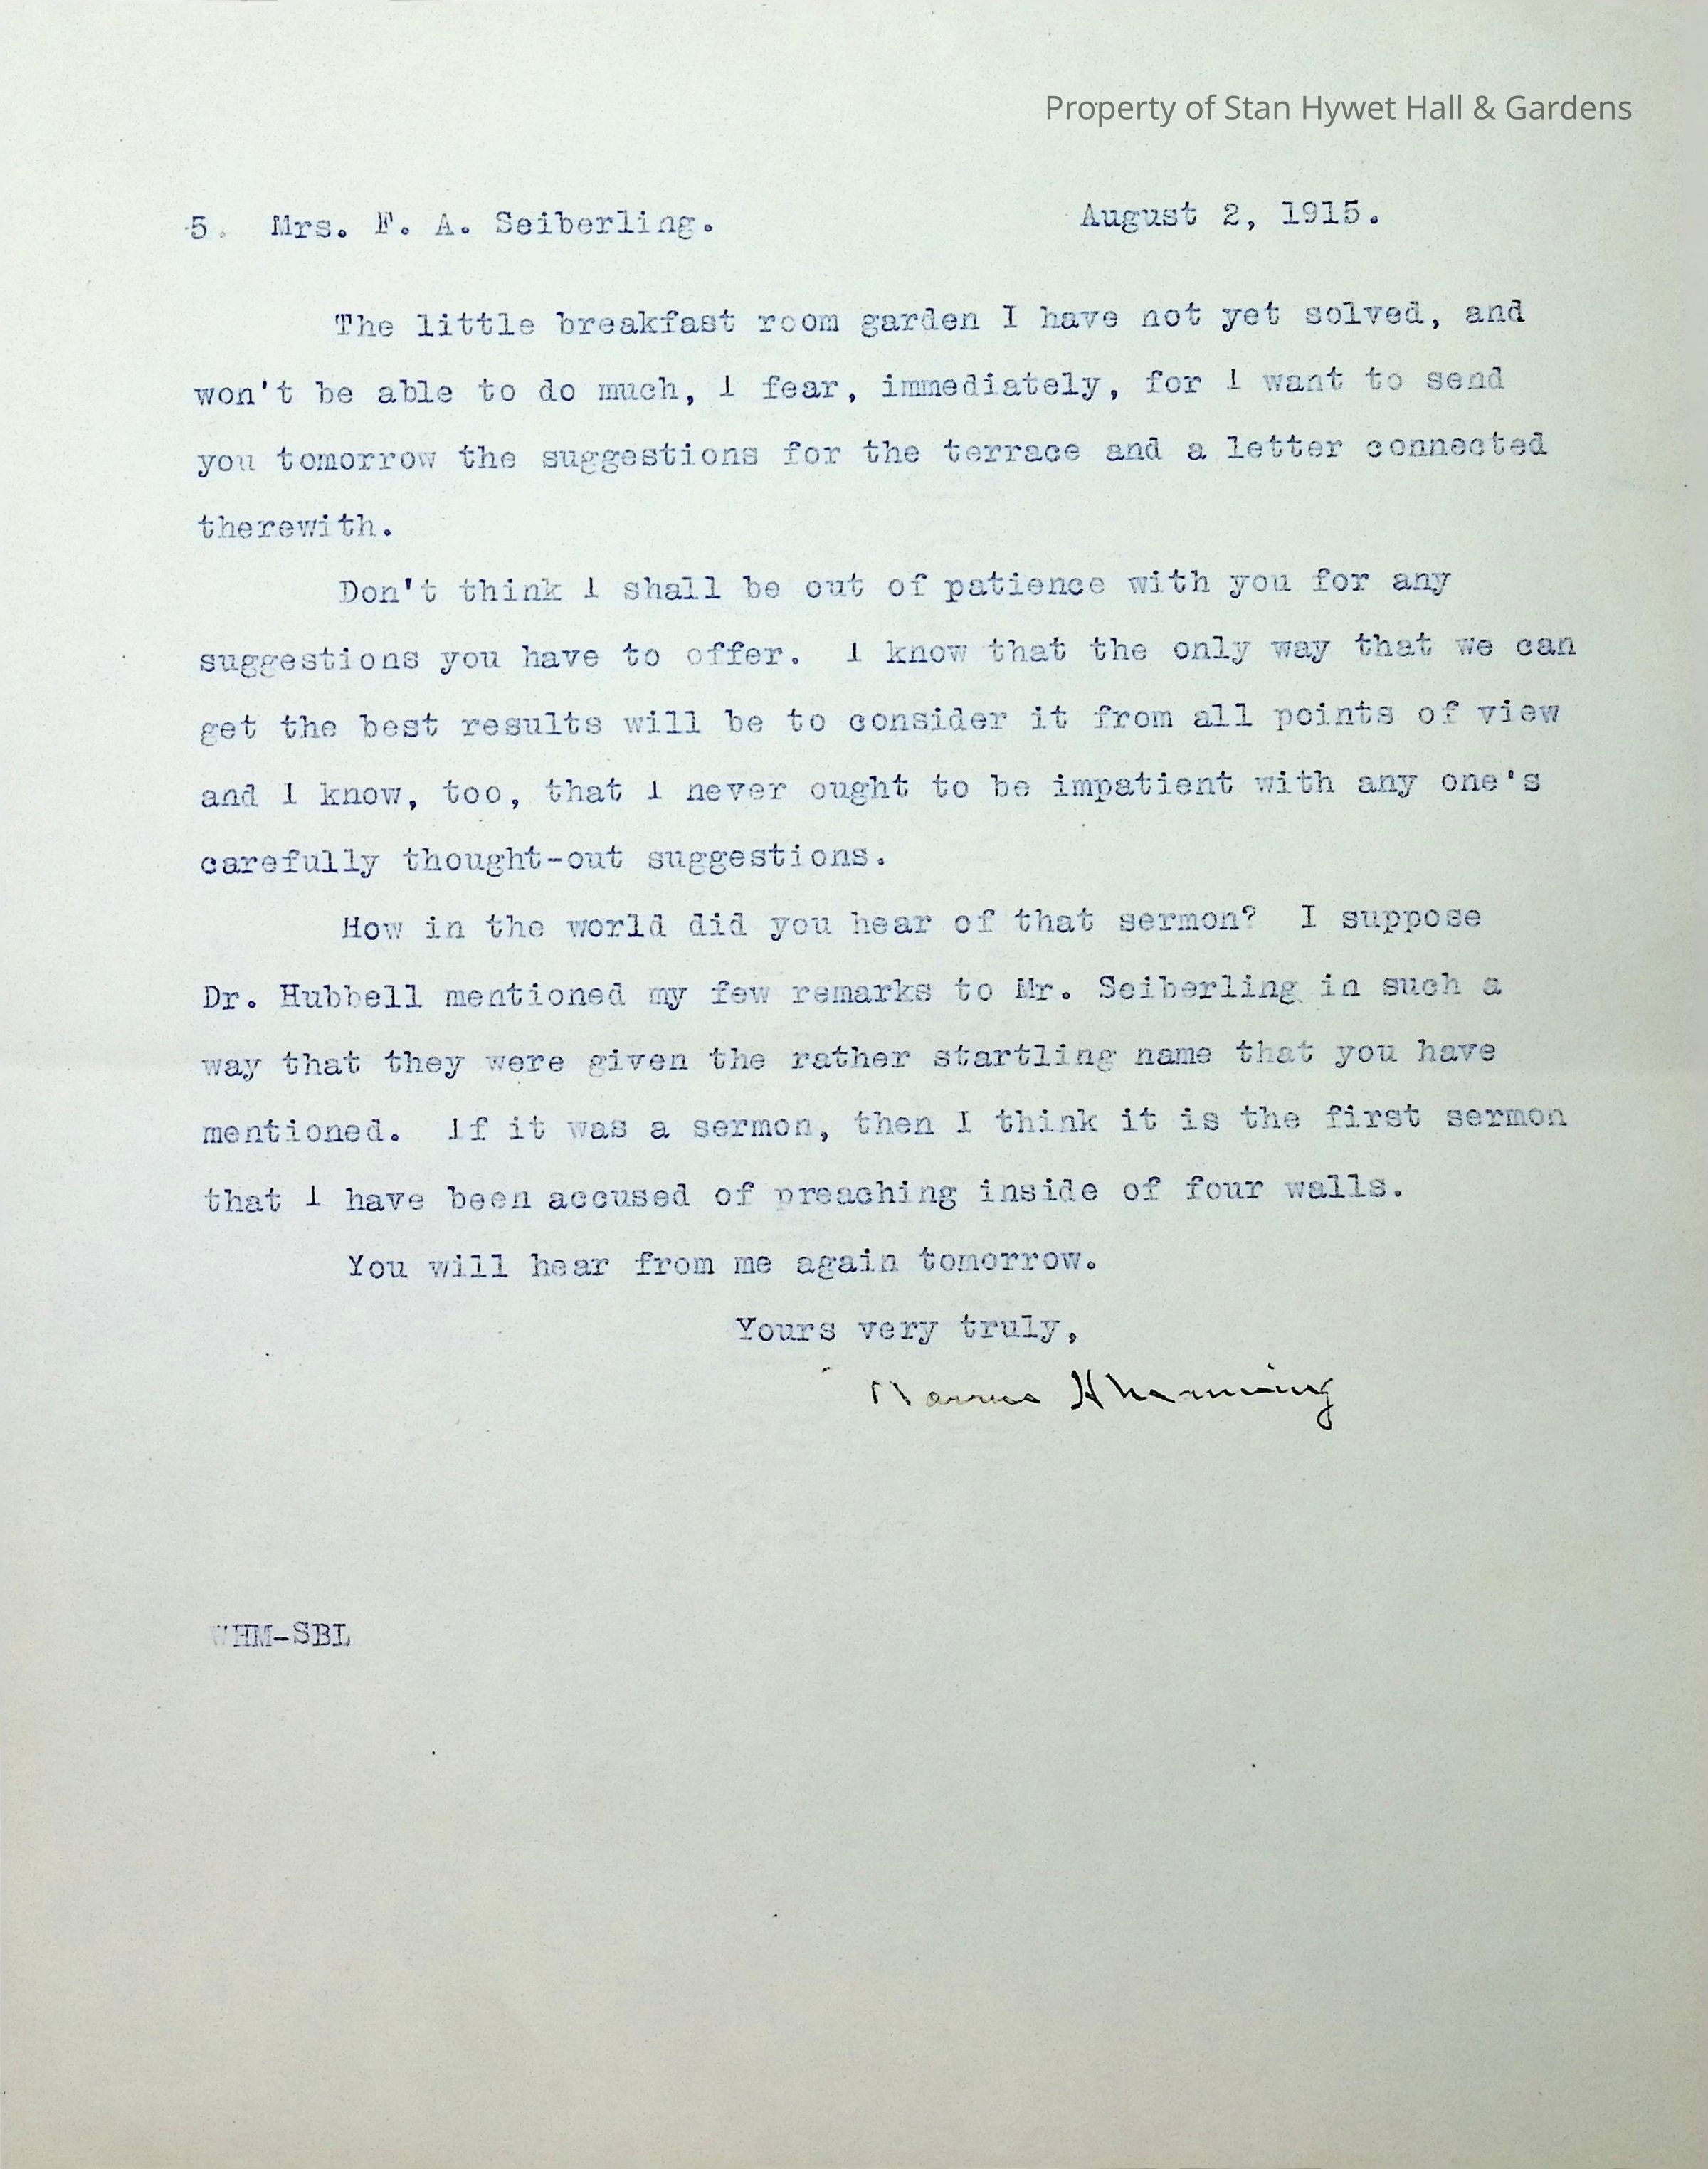 Property of Stan Hywet Hall & Gardens
5. Mrs. F. A. Seiberling. August 2, 1915.
The little breakfast room garden I have not yet solved, and
won't be able to do much, I fear, immediately, for I want to send
you tomorrow the suggestions for the terrace and a letter connected
therewith.
Don't think I shall be out of patience with you for any
suggestions you have to offer. I know that the only way that we can
get the best results will be to consider it from all points of view
and I know, too, that I never ought to be impatient with any one's
carefully thought-out suggestions.
How in the world did you hear of that sermon? I suppose
Dr. Hubbell mentioned my few remarks to Mr. Seiberling in such a
way that they were given the rather startling name that you have
mentioned. If it was a sermon, then I think it is the first sermon
that I have been accused of preaching inside of four walls.
You will hear from me again tomorrow.
Yours very truly,
Warren H Manning
WHM-SBL